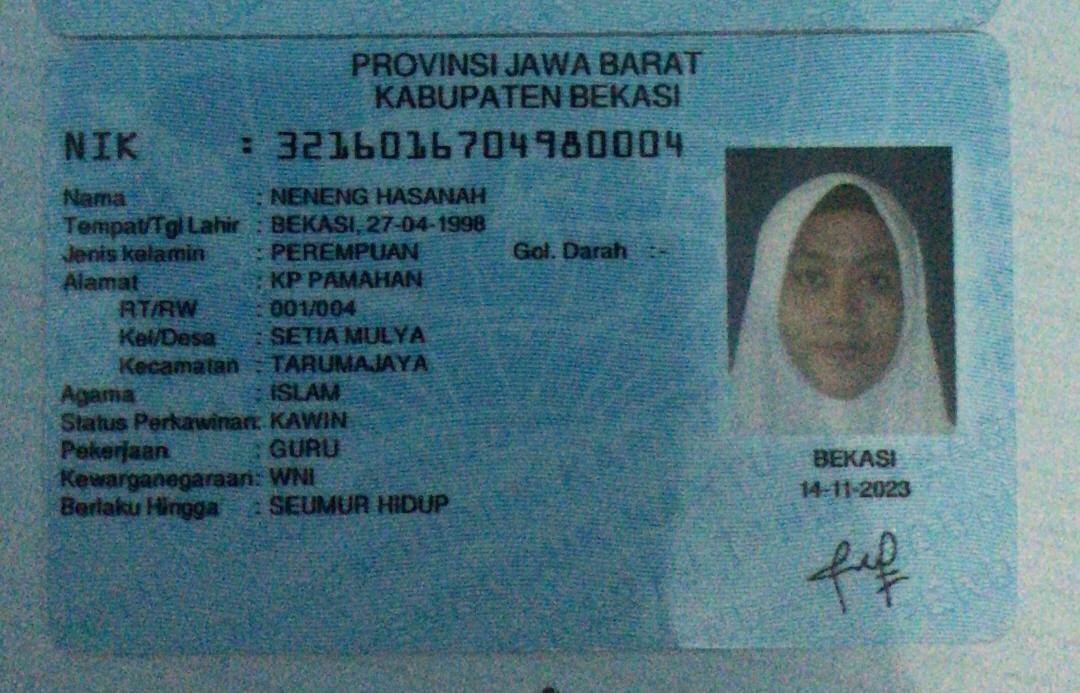 PROVINSI JAWA BARAT
KABUPATEN BEKASI
NIK : 3216016704980004
Nama : NENENG HASANAH
Tempat/Tgl Lahir : BEKASI, 27-04-1998
Jenis kelamin : PEREMPUAN Gol. Darah :-
Alamat : KP PAMAHAN
RT/RW : 001/004
Kel/Desa : SETIA MULYA
Kecamatan : TARUMAJAYA
Agama : ISLAM
Status Perkawinan: KAWIN
Pekerjaan : GURU
Kewarganegaraan: WNI
Berlaku Hingga : SEUMUR HIDUP
BEKASI
14-11-2023